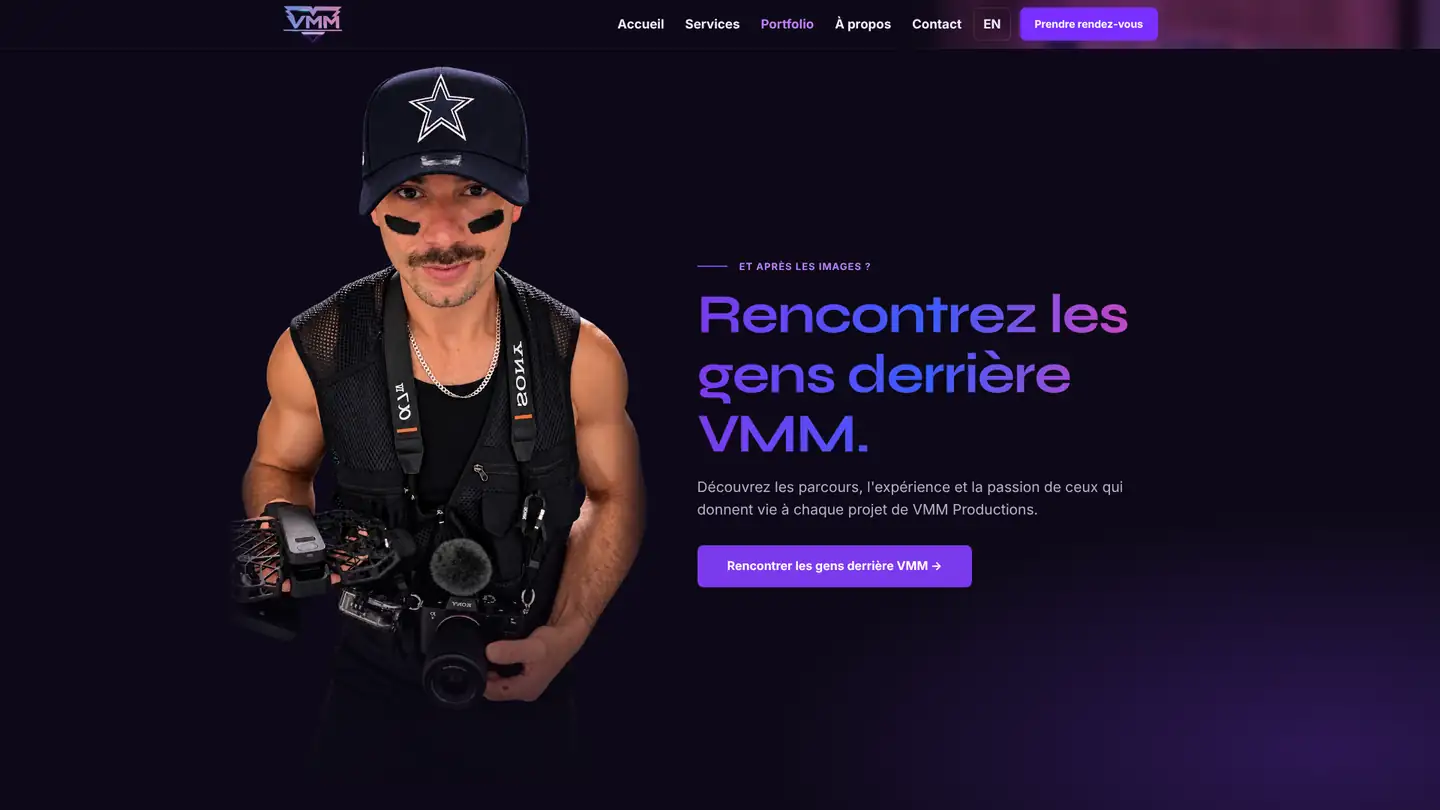 VMM
Accueil Services Portfolio À propos Contact EN Prendre rendez-vous
ET APRÈS LES IMAGES ?
Rencontrez les
gens derrière
VMM.
Découvrez les parcours, l'expérience et la passion de ceux qui
donnent vie à chaque projet de VMM Productions.
Rencontrer les gens derrière VMM →
α7IV
SONY
SONY